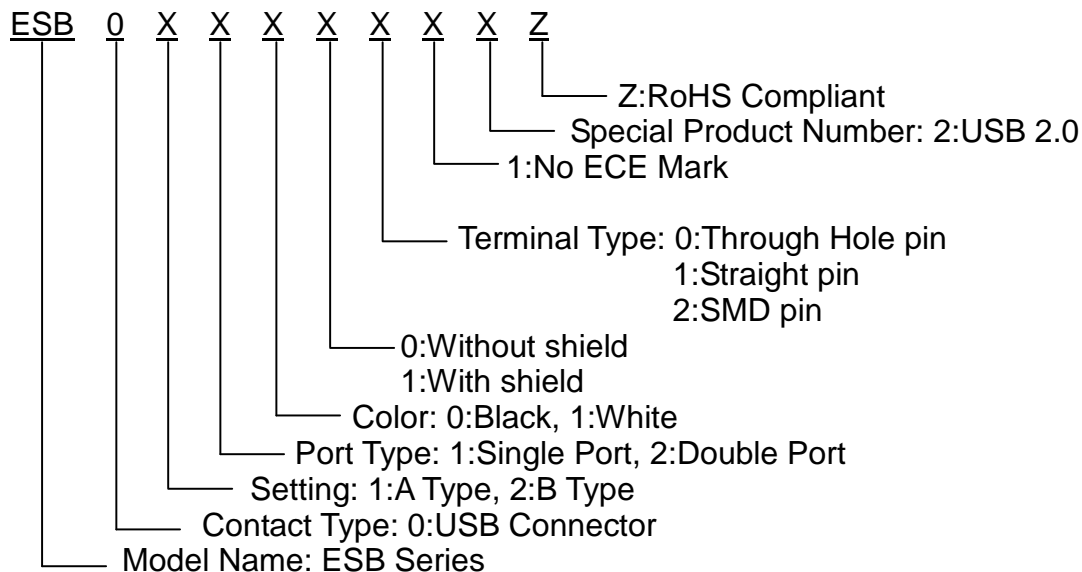 ESB 0 X X X X X X X Z
Z:RoHS Compliant
Special Product Number: 2:USB 2.0
1:No ECE Mark
Terminal Type: 0:Through Hole pin
1:Straight pin
2:SMD pin
0:Without shield
1:With shield
Color: 0:Black, 1:White
Port Type: 1:Single Port, 2:Double Port
Setting: 1:A Type, 2:B Type
Contact Type: 0:USB Connector
Model Name: ESB Series